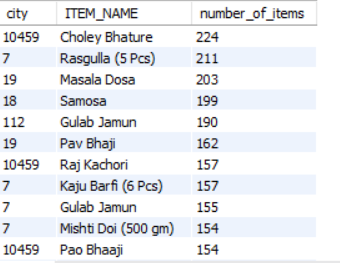 city ITEM_NAME number_of_items
10459 Choley Bhature 224
7 Rasgulla (5 Pcs) 211
19 Masala Dosa 203
18 Samosa 199
112 Gulab Jamun 190
19 Pav Bhaji 162
10459 Raj Kachori 157
7 Kaju Barfi (6 Pcs) 157
7 Gulab Jamun 155
7 Mishti Doi (500 gm) 154
10459 Pao Bhaaji 154